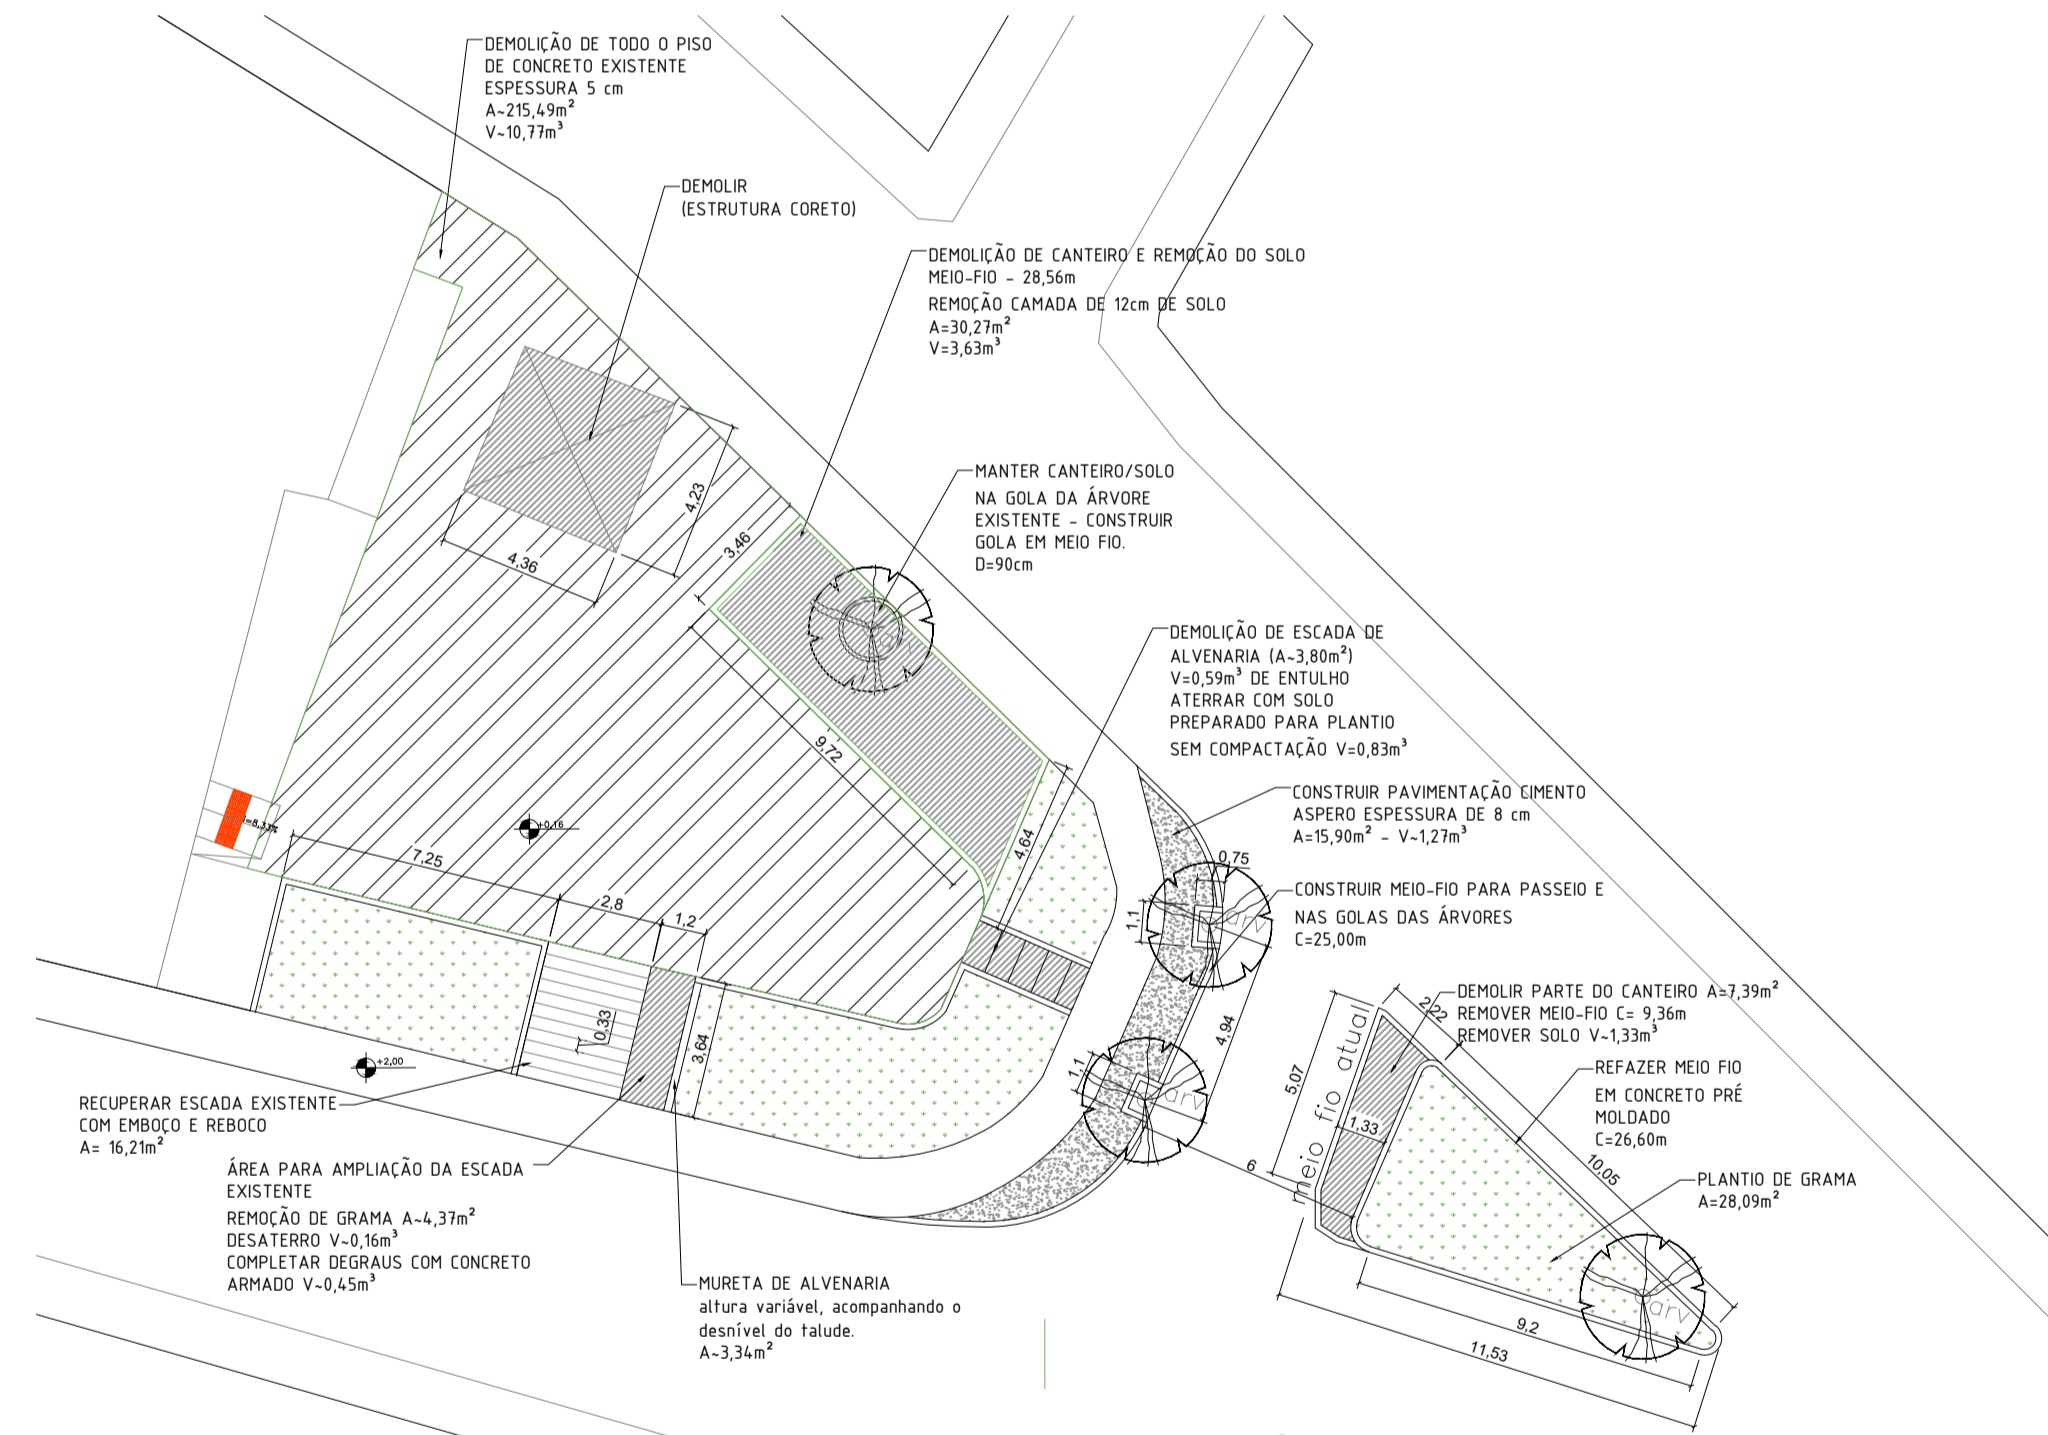 DEMOLIÇÃO DE TODO O PISO
DE CONCRETO EXISTENTE
ESPESSURA 5 cm
A~215,49m²
V~10,77m³
DEMOLIR
(ESTRUTURA CORETO)
DEMOLIÇÃO DE CANTEIRO E REMOÇÃO DO SOLO
MEIO-FIO - 28,56m
REMOÇÃO CAMADA DE 12cm DE SOLO
A=30,27m²
V=3,63m³
MANTER CANTEIRO/SOLO
NA GOLA DA ÁRVORE
EXISTENTE - CONSTRUIR
GOLA EM MEIO FIO.
D=90cm
4,23
4,36
3,46
9,72
DEMOLIÇÃO DE ESCADA DE
ALVENARIA (A~3,80m²)
V=0,59m³ DE ENTULHO
ATERRAR COM SOLO
PREPARADO PARA PLANTIO
SEM COMPACTAÇÃO V=0,83m³
CONSTRUIR PAVIMENTAÇÃO CIMENTO
ASPERO ESPESSURA DE 8 cm
A=15,90m² - V~1,27m³
CONSTRUIR MEIO-FIO PARA PASSEIO E
NAS GOLAS DAS ÁRVORES
C=25,00m
i=8,33%
+0,16
7,25
2,8
1,2
4,64
0,75
1,1
arv
4,94
1,1
arv
0,33
3,64
+2,00
DEMOLIR PARTE DO CANTEIRO A=7,39m²
REMOVER MEIO-FIO C= 9,36m
REMOVER SOLO V~1,33m³
2,22
5,07
meio fio atual
1,33
6
REFAZER MEIO FIO
EM CONCRETO PRÉ
MOLDADO
C=26,60m
10,05
PLANTIO DE GRAMA
A=28,09m²
arv
9,2
11,53
RECUPERAR ESCADA EXISTENTE
COM EMBOÇO E REBOCO
A= 16,21m²
ÁREA PARA AMPLIAÇÃO DA ESCADA
EXISTENTE
REMOÇÃO DE GRAMA A~4,37m²
DESATERRO V~0,16m³
COMPLETAR DEGRAUS COM CONCRETO
ARMADO V~0,45m³
MURETA DE ALVENARIA
altura variável, acompanhando o
desnível do talude.
A~3,34m²